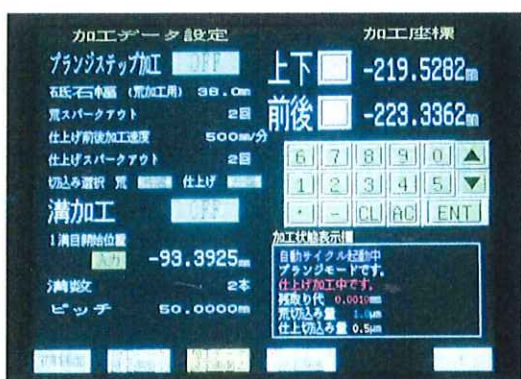 加工データ設定
プランジステップ加工 OFF
砥石幅 (荒加工用) 38.0mm
荒スパークアウト 2回
仕上げ前後加工速度 500mm/分
仕上げスパークアウト 2回
切込み選択 荒 仕上げ
溝加工 OFF
1溝目開始位置
入力 -93.3925mm
溝数 2本
ピッチ 50.0000mm
加工座標
上下 -219.5282mm
前後 -223.3362mm
6 7 8 9 0 ▲
1 2 3 4 5 ▼
・ - CL AC ENT
加工状態表示欄
自動サイクル起動中
プランジモードです。
仕上げ加工中です。
残取り代 0.0010mm
荒切込み量 1.0μm
仕上切込み量 0.5μm